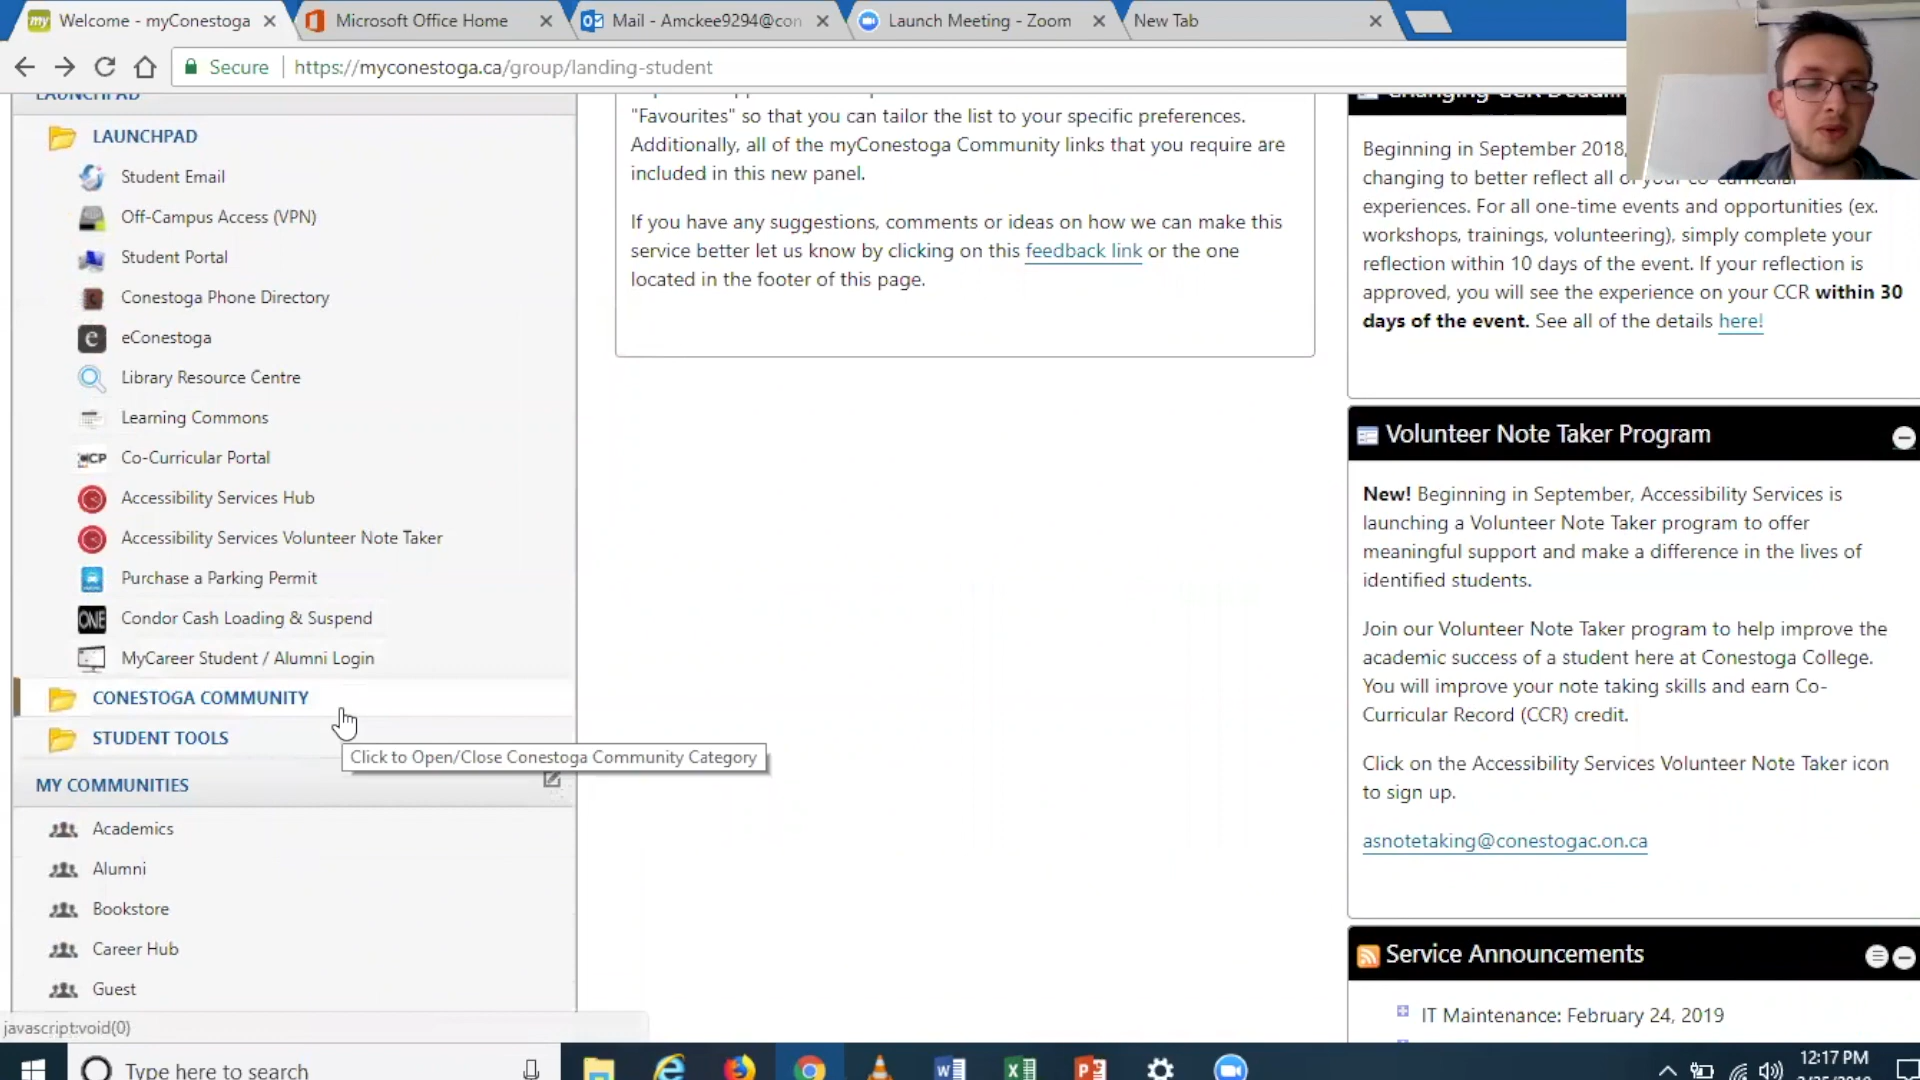 Welcome - myConestoga
Microsoft Office Home
Mail - Amckee9294@con
Launch Meeting - Zoom
New Tab
Secure
https://myconestoga.ca/group/landing-student
LAUNCHPAD
LAUNCHPAD
Student Email
Off-Campus Access (VPN)
Student Portal
Conestoga Phone Directory
eConestoga
Library Resource Centre
Learning Commons
Co-Curricular Portal
Accessibility Services Hub
Accessibility Services Volunteer Note Taker
Purchase a Parking Permit
ONE Condor Cash Loading & Suspend
MyCareer Student / Alumni Login
CONESTOGA COMMUNITY
STUDENT TOOLS
Click to Open/Close Conestoga Community Category
MY COMMUNITIES
Academics
Alumni
Bookstore
Career Hub
Guest
javascript:void(0)
"Favourites" so that you can tailor the list to your specific preferences.
Additionally, all of the myConestoga Community links that you require are
included in this new panel.
If you have any suggestions, comments or ideas on how we can make this
service better let us know by clicking on this feedback link or the one
located in the footer of this page.
Changing CCR
Beginning in September 2018,
changing to better reflect all of your co-curricular
experiences. For all one-time events and opportunities (ex.
workshops, trainings, volunteering), simply complete your
reflection within 10 days of the event. If your reflection is
approved, you will see the experience on your CCR within 30
days of the event. See all of the details here!
Volunteer Note Taker Program
New! Beginning in September, Accessibility Services is
launching a Volunteer Note Taker program to offer
meaningful support and make a difference in the lives of
identified students.
Join our Volunteer Note Taker program to help improve the
academic success of a student here at Conestoga College.
You will improve your note taking skills and earn Co-
Curricular Record (CCR) credit.
Click on the Accessibility Services Volunteer Note Taker icon
to sign up.
asnotetaking@conestogac.on.ca
Service Announcements
IT Maintenance: February 24, 2019
Type here to search
12:17 PM